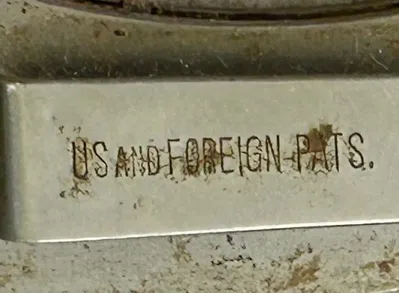 US AND FOREIGN PATS.